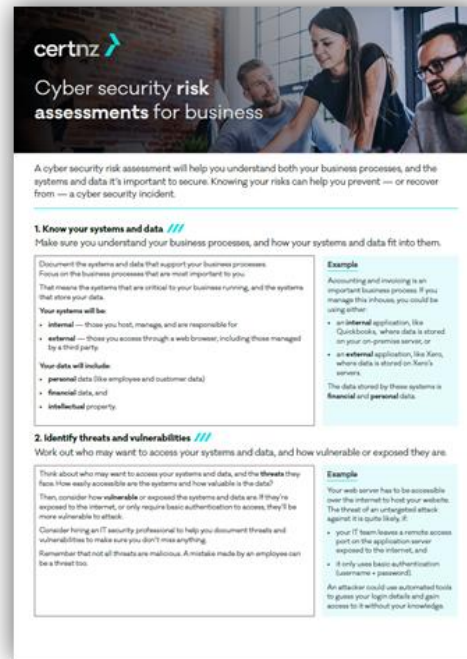 certnz
Cyber security risk
assessments for business
A cyber security risk assessment will help you understand both your business processes, and the
systems and data it's important to secure. Knowing your risks can help you prevent — or recover
from — a cyber security incident.
1. Know your systems and data ///
Make sure you understand your business processes, and how your systems and data fit into them.
Document the systems and data that support your business processes.
Focus on the business processes that are most important to you.
That means the systems that are critical to your business running, and the systems
that store your data.
Your systems will be:
• internal — those you host, manage, and are responsible for
• external — those you access through a web browser, including those managed
by a third party.
Your data will include:
• personal data (like employee and customer data)
• financial data, and
• intellectual property.
Example
Accounting and invoicing is an
important business process. If you
manage this inhouse, you could be
using either:
• an internal application, like
Quickbooks, where data is stored
on your on-premise server, or
• an external application, like Xero,
where data is stored on Xero's
servers.
The data stored by these systems is
financial and personal data.
2. Identify threats and vulnerabilities ///
Work out who may want to access your systems and data, and how vulnerable or exposed they are.
Think about who may want to access your systems and data, and the threats they
face. How easily accessible are the systems and how valuable is the data?
Then, consider how vulnerable or exposed the systems and data are. If they're
exposed to the internet, or only require basic authentication to access, they'll be
more vulnerable to attack.
Consider hiring an IT security professional to help you document threats and
vulnerabilities to make sure you don't miss anything.
Remember that not all threats are malicious. A mistake made by an employee can
be a threat too.
Example
Your web server has to be accessible
over the internet to host your website.
The threat of an untargeted attack
against it is quite likely, if:
• your IT team leaves a remote access
port on the application server
exposed to the internet, and
• it only uses basic authentication
(username + password).
An attacker could use automated tools
to guess your login details and gain
access to it without your knowledge.